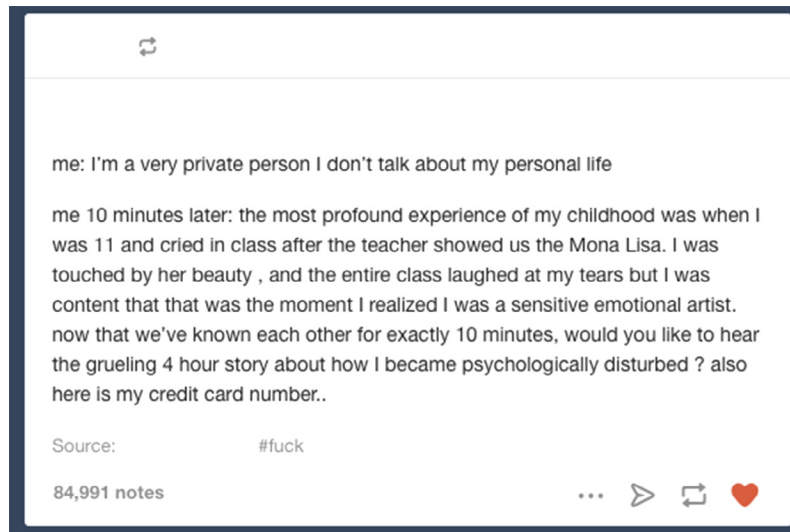 me: I'm a very private person I don't talk about my personal life
me 10 minutes later: the most profound experience of my childhood was when I
was 11 and cried in class after the teacher showed us the Mona Lisa. I was
touched by her beauty , and the entire class laughed at my tears but I was
content that that was the moment I realized I was a sensitive emotional artist.
now that we've known each other for exactly 10 minutes, would you like to hear
the grueling 4 hour story about how I became psychologically disturbed ? also
here is my credit card number..
Source: #fuck
84,991 notes